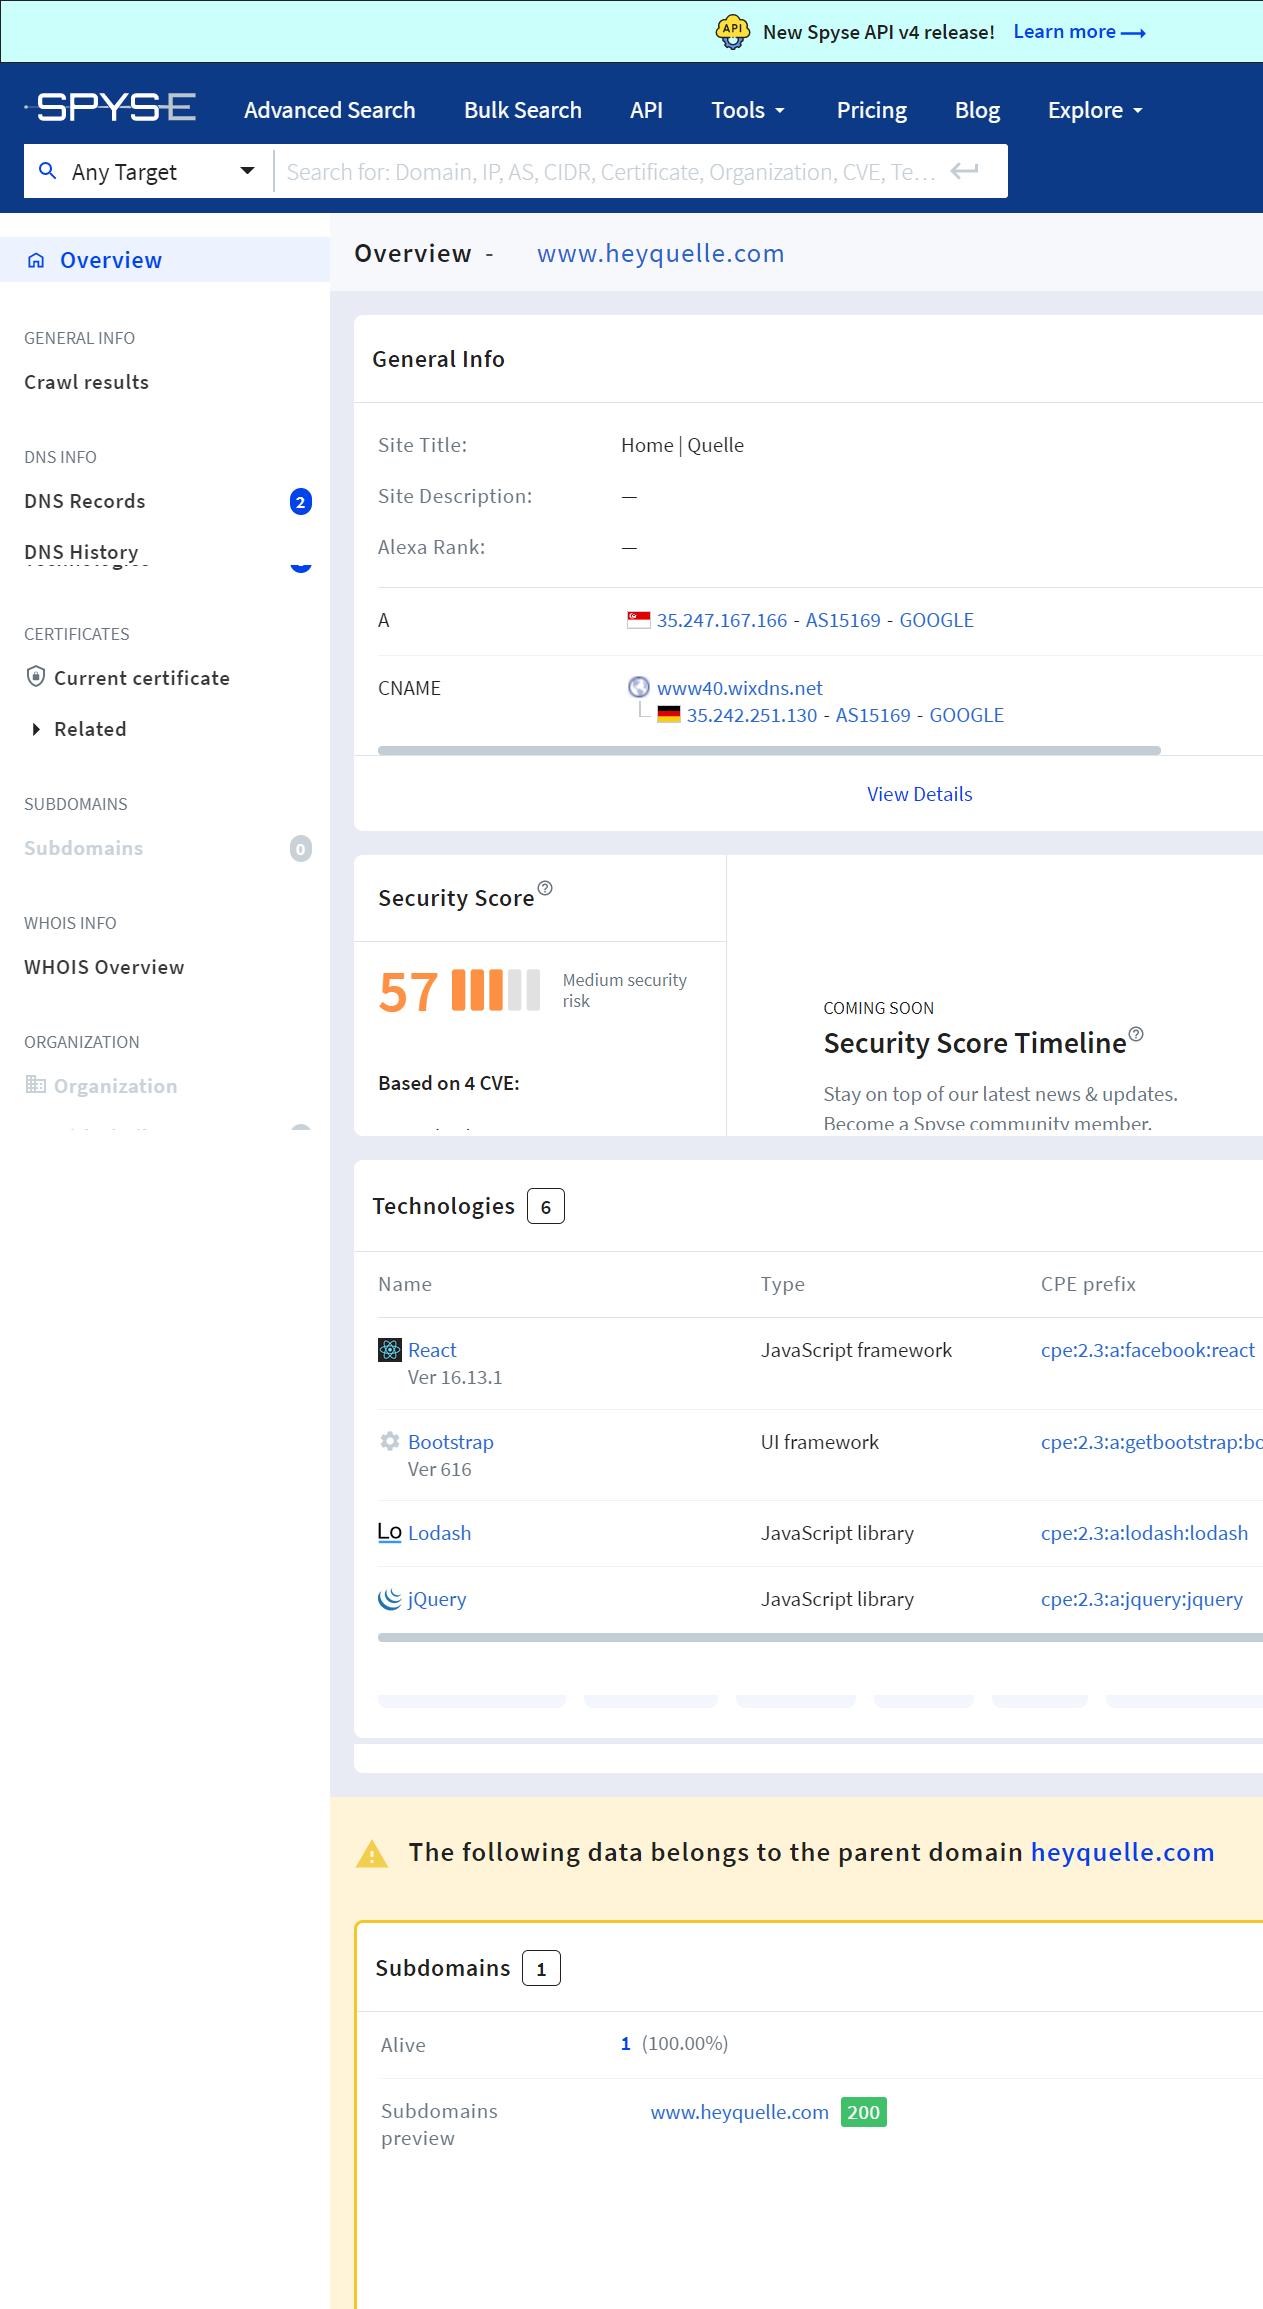 API New Spyse API v4 release! Learn more
SPYSE Advanced Search Bulk Search API Tools Pricing Blog Explore
Any Target Search for: Domain, IP, AS, CIDR, Certificate, Organization, CVE, Te...
Overview
GENERAL INFO
Crawl results
DNS INFO
DNS Records 2
DNS History
CERTIFICATES
Current certificate
Related
SUBDOMAINS
Subdomains 0
WHOIS INFO
WHOIS Overview
ORGANIZATION
Organization
Overview - www.heyquelle.com
General Info
Site Title: Home | Quelle
Site Description: —
Alexa Rank: —
A 35.247.167.166 - AS15169 - GOOGLE
CNAME www40.wixdns.net
35.242.251.130 - AS15169 - GOOGLE
View Details
Security Score
57 Medium security
risk
Based on 4 CVE:
COMING SOON
Security Score Timeline
Stay on top of our latest news & updates.
Become a Spyse community member.
Technologies 6
Name Type CPE prefix
React JavaScript framework cpe:2.3:a:facebook:react
Ver 16.13.1
Bootstrap UI framework cpe:2.3:a:getbootstrap:bo
Ver 616
Lo Lodash JavaScript library cpe:2.3:a:lodash:lodash
jQuery JavaScript library cpe:2.3:a:jquery:jquery
The following data belongs to the parent domain heyquelle.com
Subdomains 1
Alive 1 (100.00%)
Subdomains www.heyquelle.com 200
preview